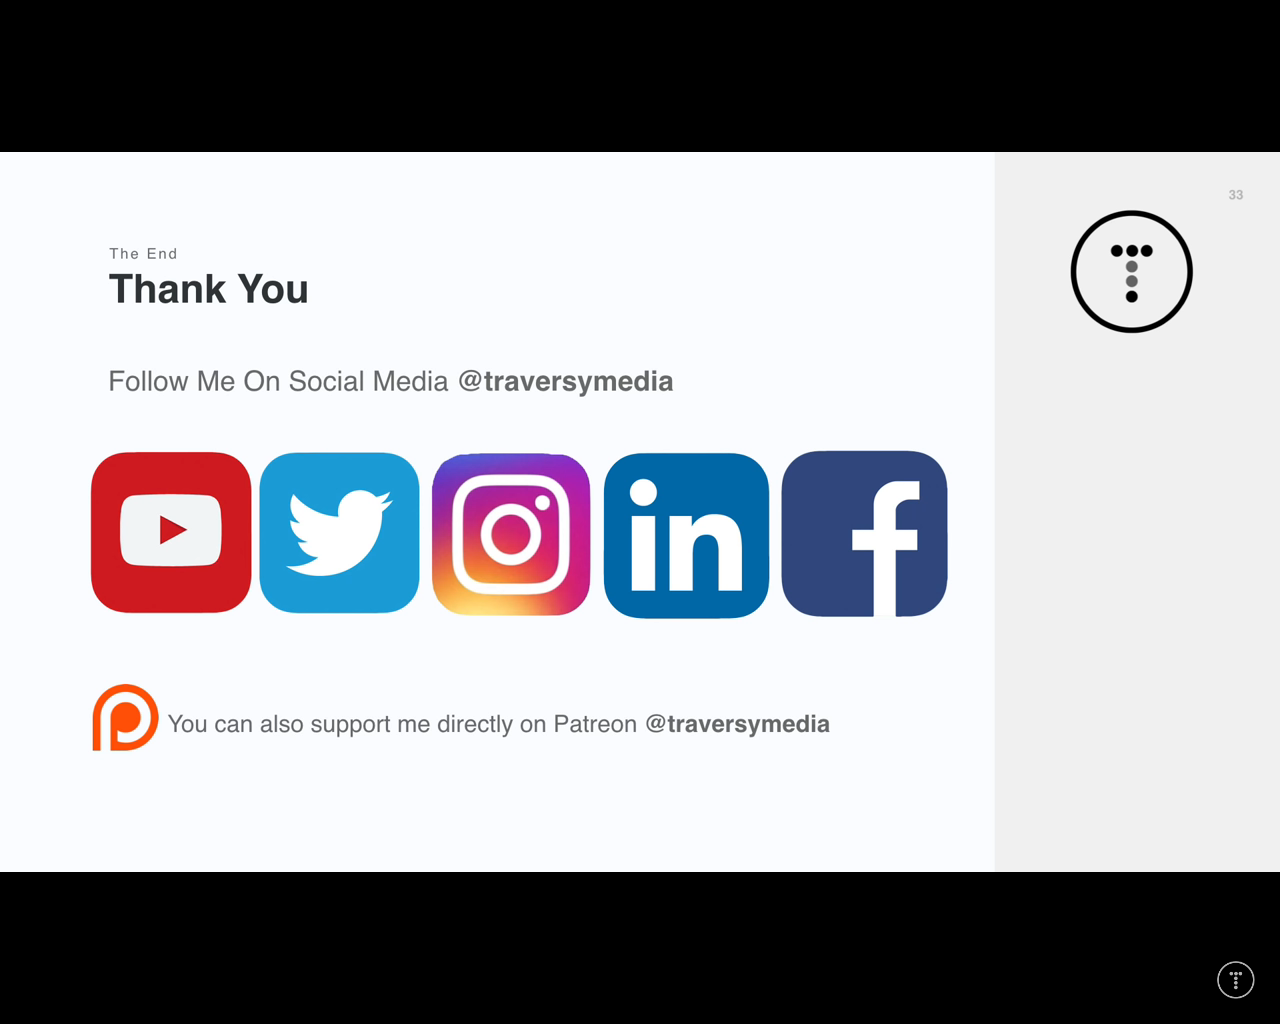 33
The End
Thank You
Follow Me On Social Media @traversymedia
in
f
You can also support me directly on Patreon @traversymedia